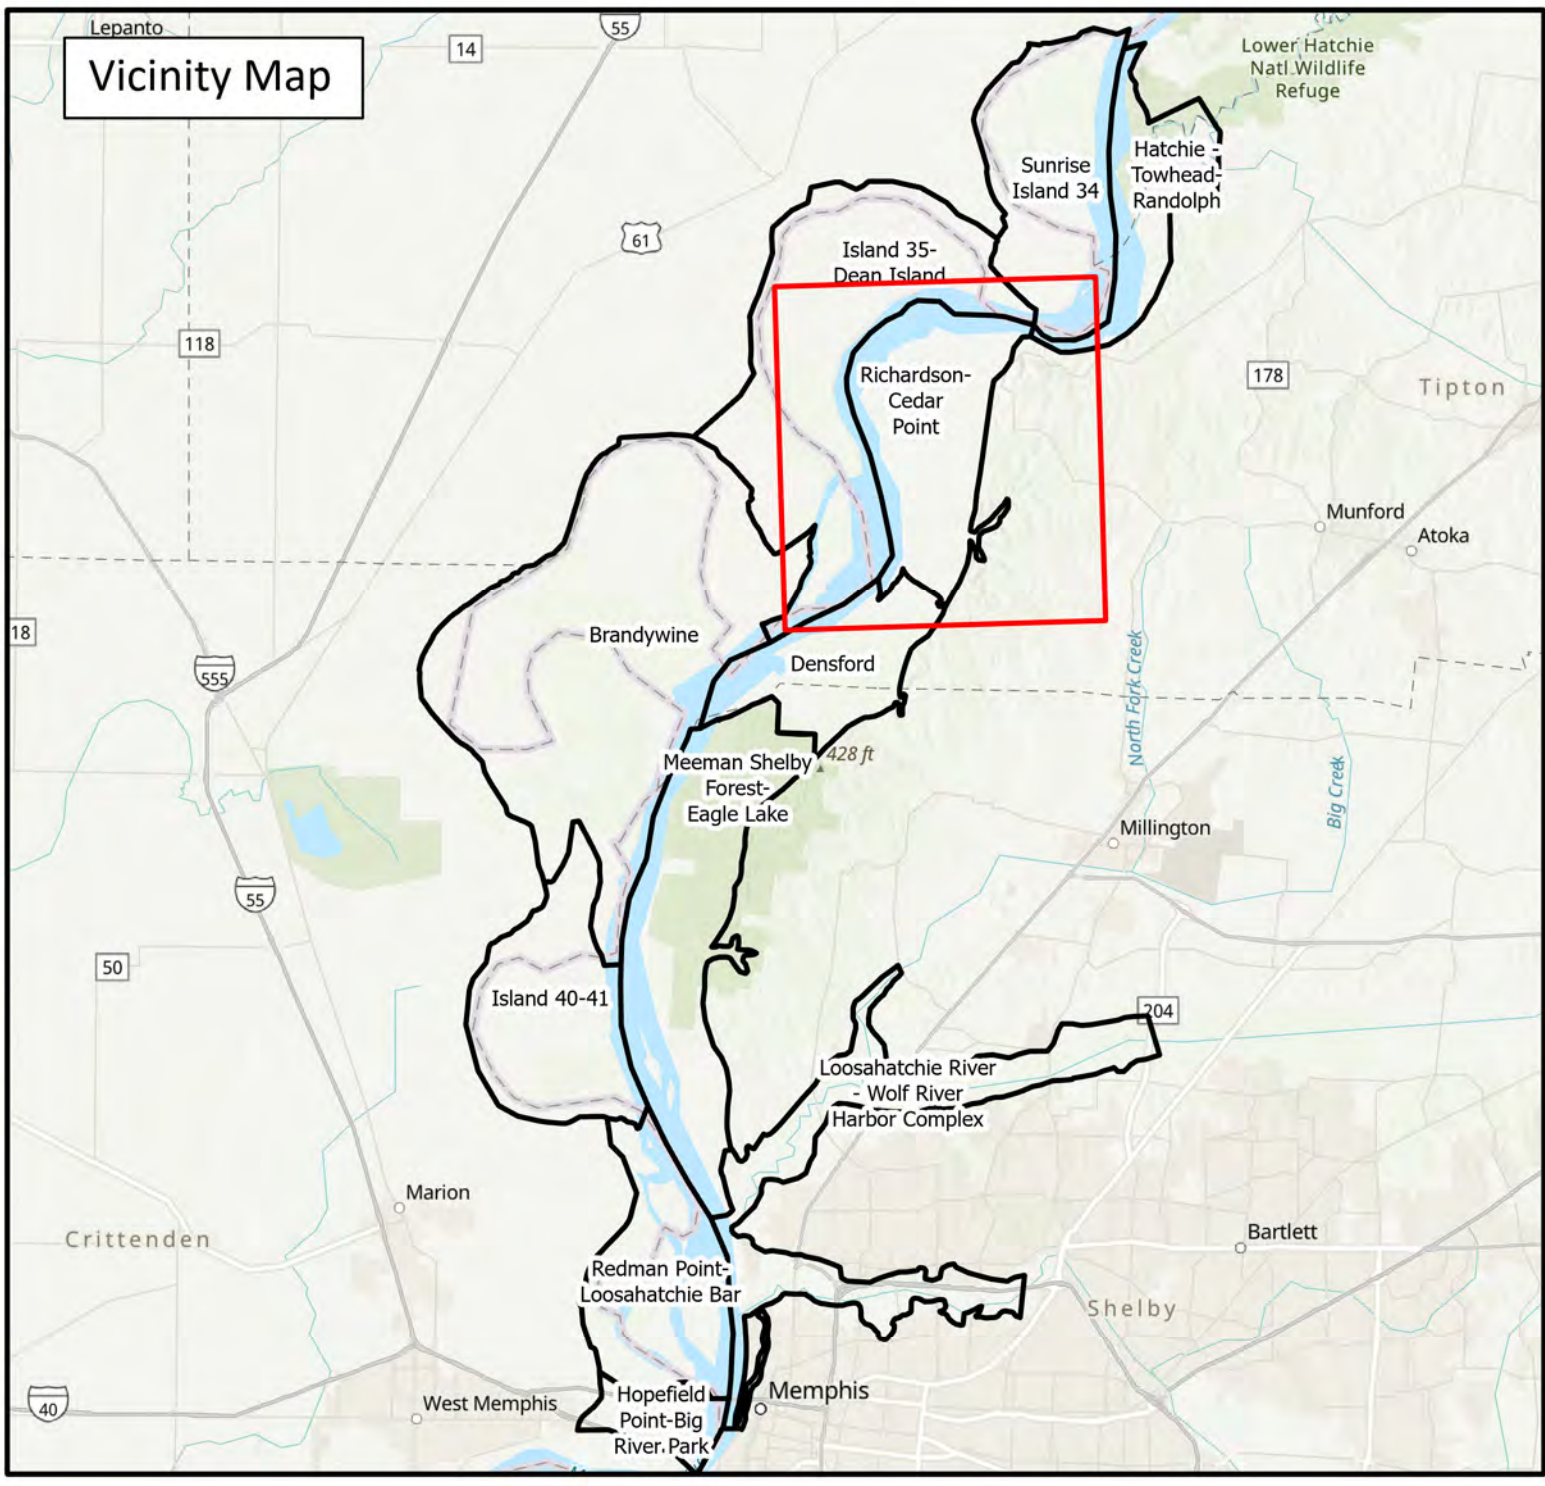 Lepanto
55
14
Vicinity Map
Lower Hatchie
Natl Wildlife
Refuge
Hatchie -
Towhead-
Randolph
Sunrise
Island 34
61
Island 35-
Dean Island
118
178
Richardson-
Cedar
Point
Tipton
Munford
Atoka
18
Brandywine
555
Densford
North Fork Creek
428 ft
Meeman Shelby
Forest-
Eagle Lake
Big Creek
Millington
55
50
Island 40-41
204
Loosahatchie River
- Wolf River
Harbor Complex
Marion
Crittenden
Bartlett
Redman Point-
Loosahatchie Bar
Shelby
40
West Memphis
Hopefield
Point-Big
River Park
Memphis